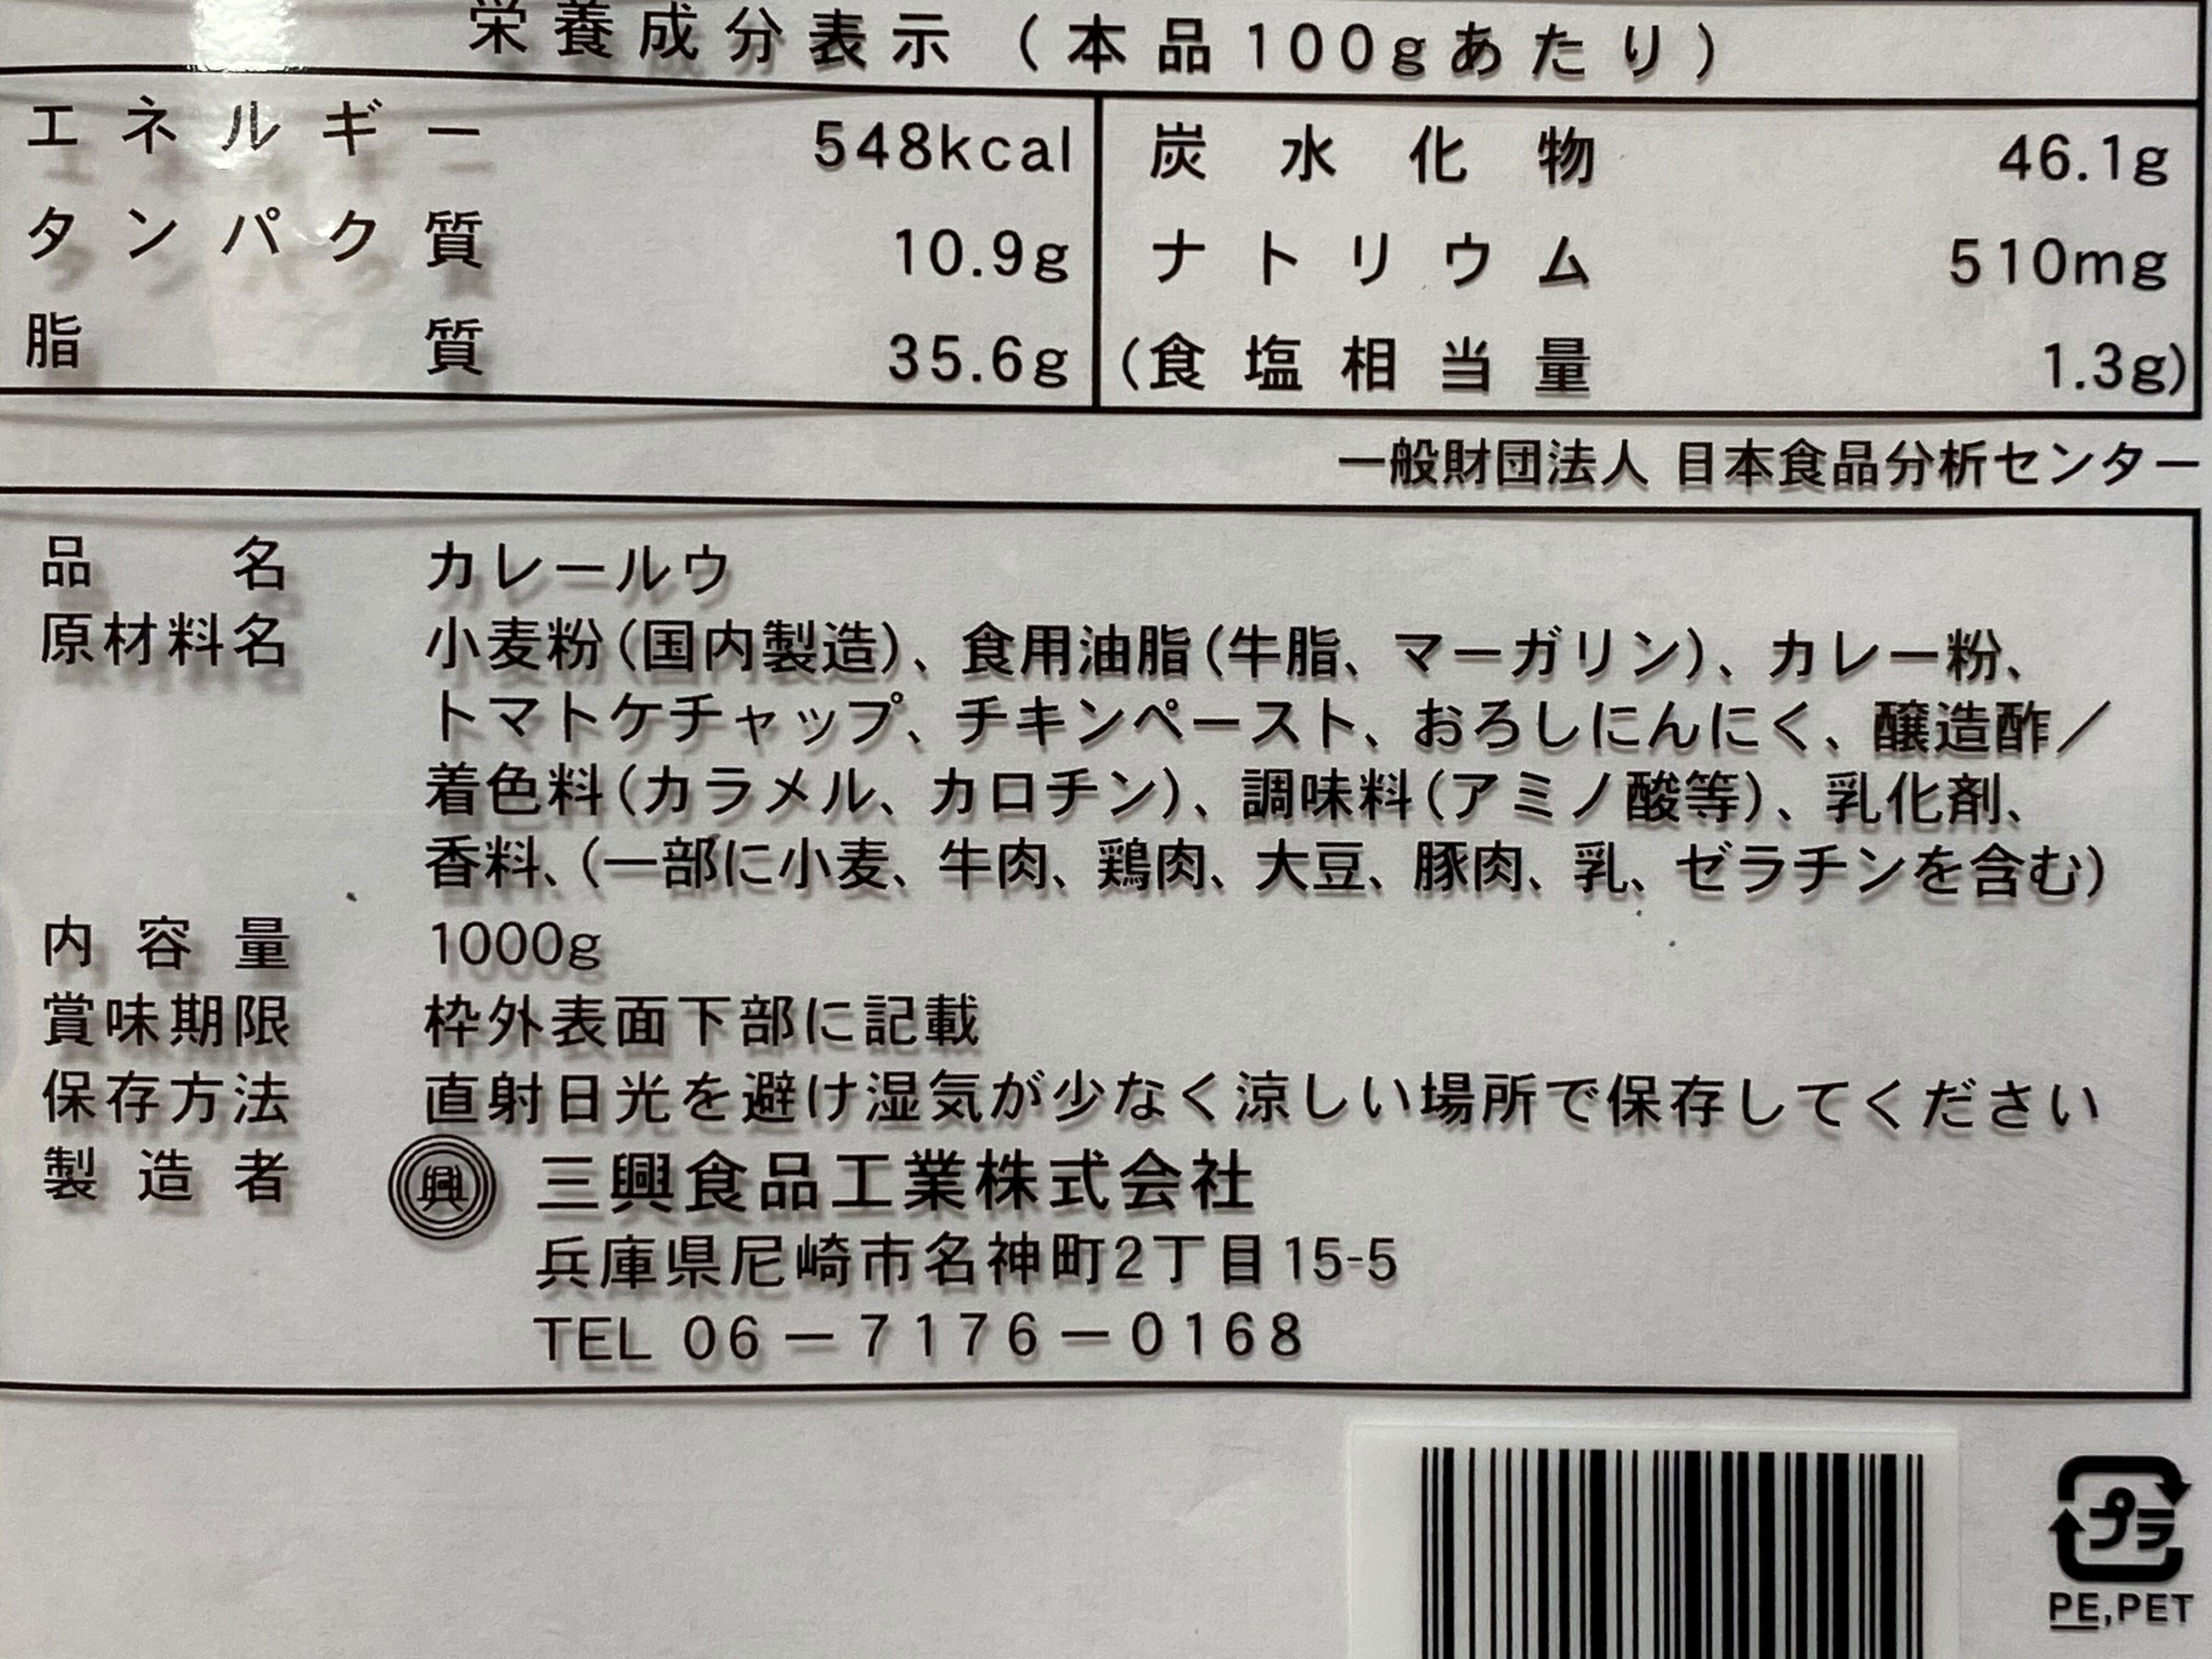 栄養成分表示(本品100gあたり)
エネルギー 548kcal 炭水化物 46.1g
タンパク質 10.9g ナトリウム 510mg
脂質 35.6g (食塩相当量 1.3g)
一般財団法人 日本食品分析センター
品名 カレールウ
原材料名 小麦粉(国内製造)、食用油脂(牛脂、マーガリン)、カレー粉、
トマトケチャップ、チキンペースト、おろしにんにく、醸造酢/
着色料(カラメル、カロチン)、調味料(アミノ酸等)、乳化剤、
香料、(一部に小麦、牛肉、鶏肉、大豆、豚肉、乳、ゼラチンを含む)
内容量 1000g
賞味期限 枠外表面下部に記載
保存方法 直射日光を避け湿気が少なく涼しい場所で保存してください
製造者 興 三興食品工業株式会社
兵庫県尼崎市名神町2丁目15-5
TEL 06-7176-0168
プラ
PE,PET